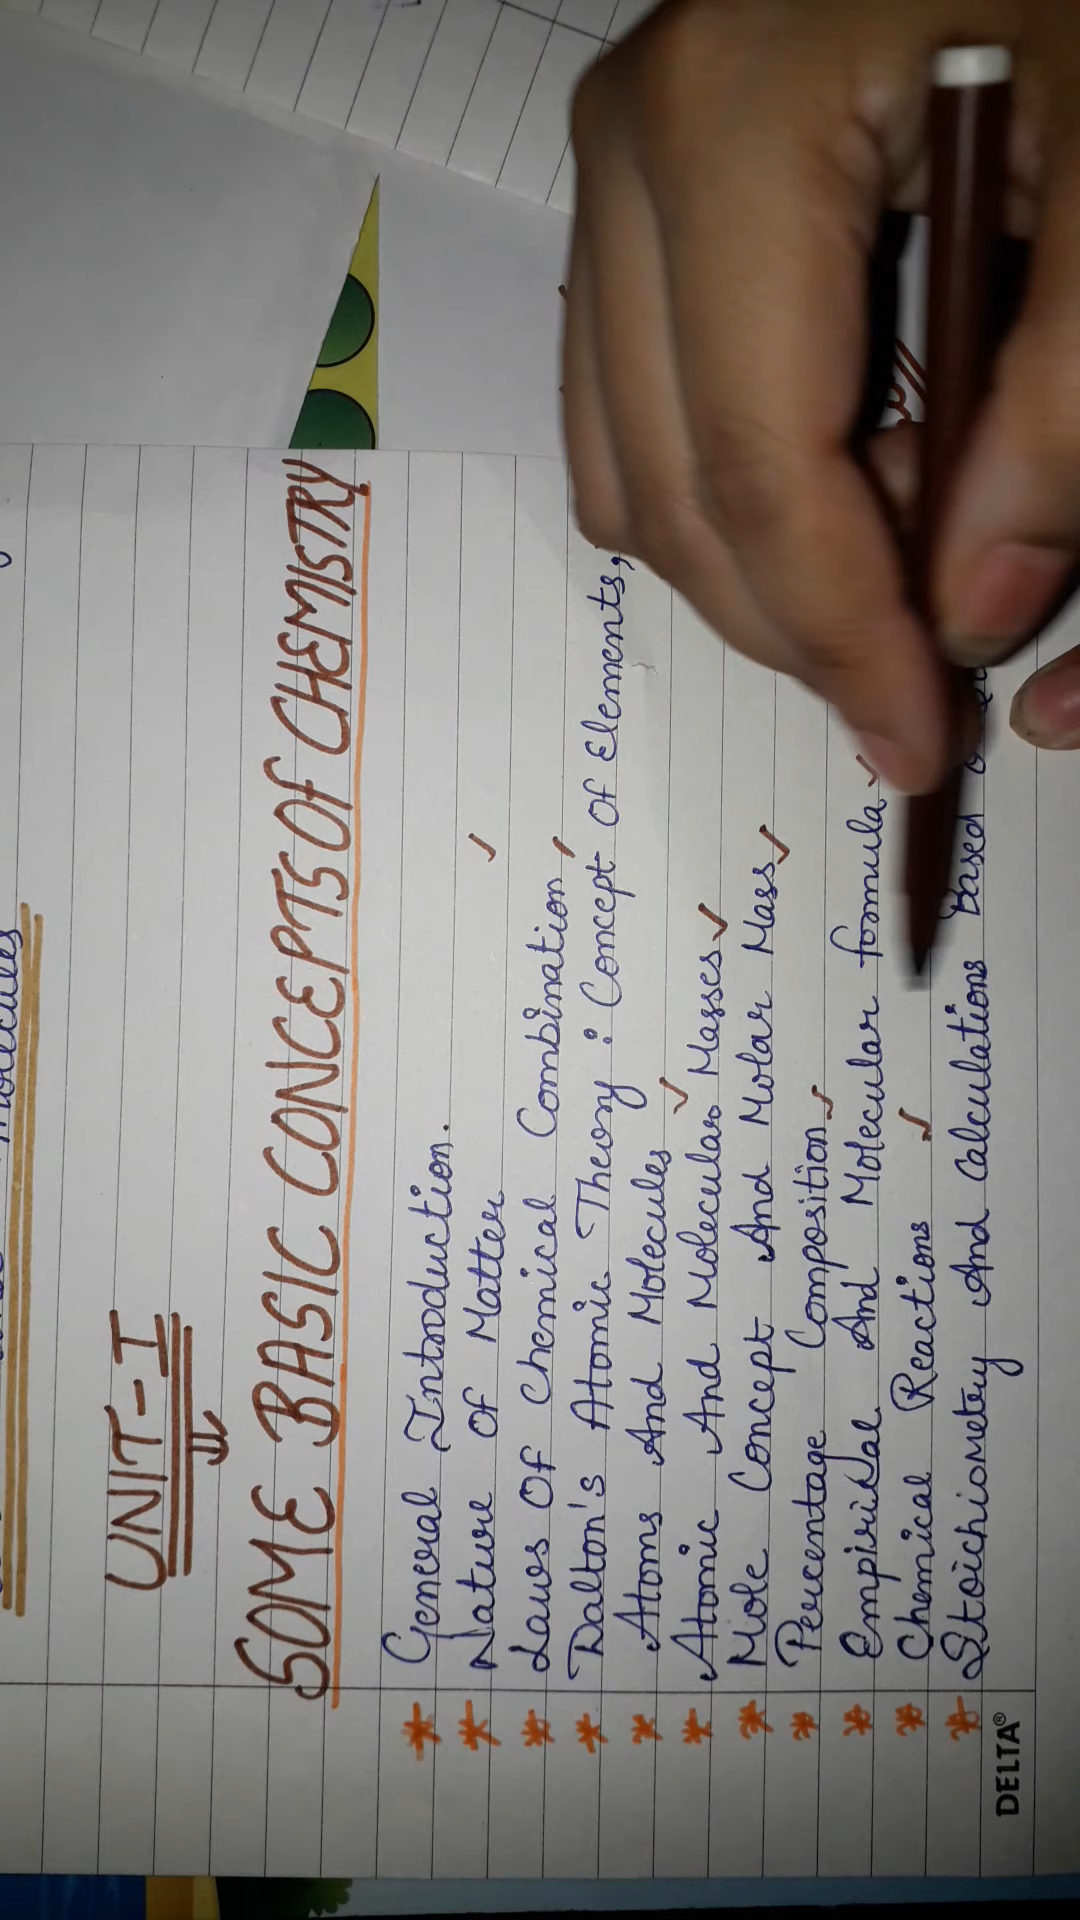 molecules
UNIT-I
SOME BASIC CONCEPTS OF CHEMISTRY
* General Introduction.
* Nature Of Matter ✓
* Laws Of Chemical Combination ✓
* Dalton's Atomic Theory : Concept Of Elements,
* Atoms And Molecules ✓
* Atomic And Molecular Masses ✓
* Mole Concept And Molar Mass ✓
* Percentage Composition ✓
* Empirical And Molecular formula ✓
* Chemical Reactions ✓
* Stoichiometery And Calculations Based
DELTA®